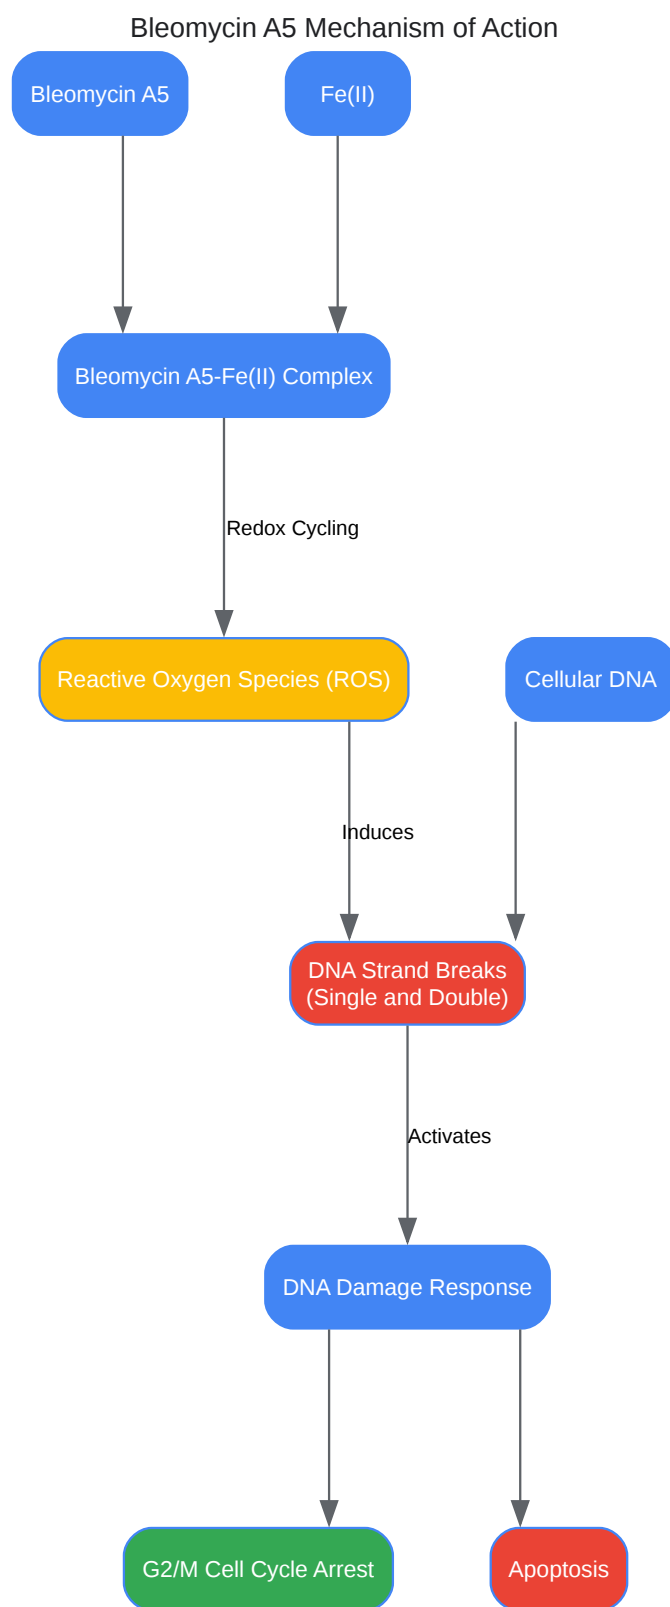 Bleomycin A5 Mechanism of Action
Bleomycin A5
Fe(II)
Bleomycin A5-Fe(II) Complex
Redox Cycling
Reactive Oxygen Species (ROS)
Cellular DNA
Induces
DNA Strand Breaks
(Single and Double)
Activates
DNA Damage Response
G2/M Cell Cycle Arrest
Apoptosis